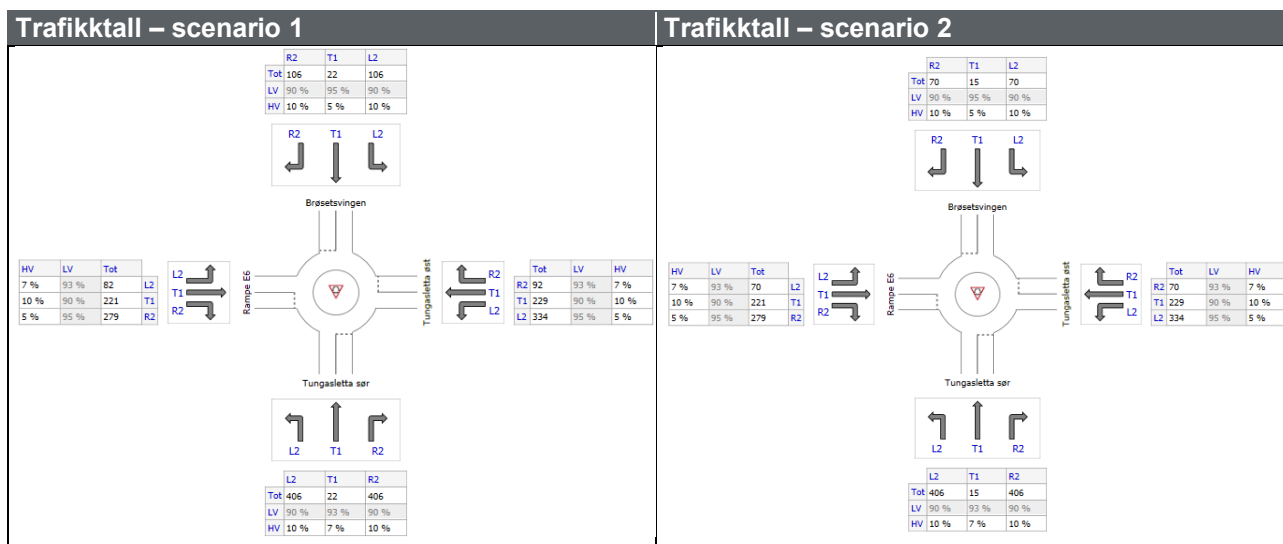 Trafikktall – scenario 1
R2 T1 L2
Tot 106 22 106
LV 90 % 95 % 90 %
HV 10 % 5 % 10 %
R2 T1 L2
Brøsetsvingen
HV LV Tot
7 % 93 % 82 L2
10 % 90 % 221 T1
5 % 95 % 279 R2
L2
T1
R2
Rampe E6
Tungasletta øst
R2
T1
L2
Tot LV HV
R2 92 93 % 7 %
T1 229 90 % 10 %
L2 334 95 % 5 %
Tungasletta sør
L2 T1 R2
L2 T1 R2
Tot 406 22 406
LV 90 % 93 % 90 %
HV 10 % 7 % 10 %
Trafikktall – scenario 2
R2 T1 L2
Tot 70 15 70
LV 90 % 95 % 90 %
HV 10 % 5 % 10 %
R2 T1 L2
Brøsetsvingen
HV LV Tot
7 % 93 % 70 L2
10 % 90 % 221 T1
5 % 95 % 279 R2
L2
T1
R2
Rampe E6
Tungasletta øst
R2
T1
L2
Tot LV HV
R2 70 93 % 7 %
T1 229 90 % 10 %
L2 334 95 % 5 %
Tungasletta sør
L2 T1 R2
L2 T1 R2
Tot 406 15 406
LV 90 % 93 % 90 %
HV 10 % 7 % 10 %